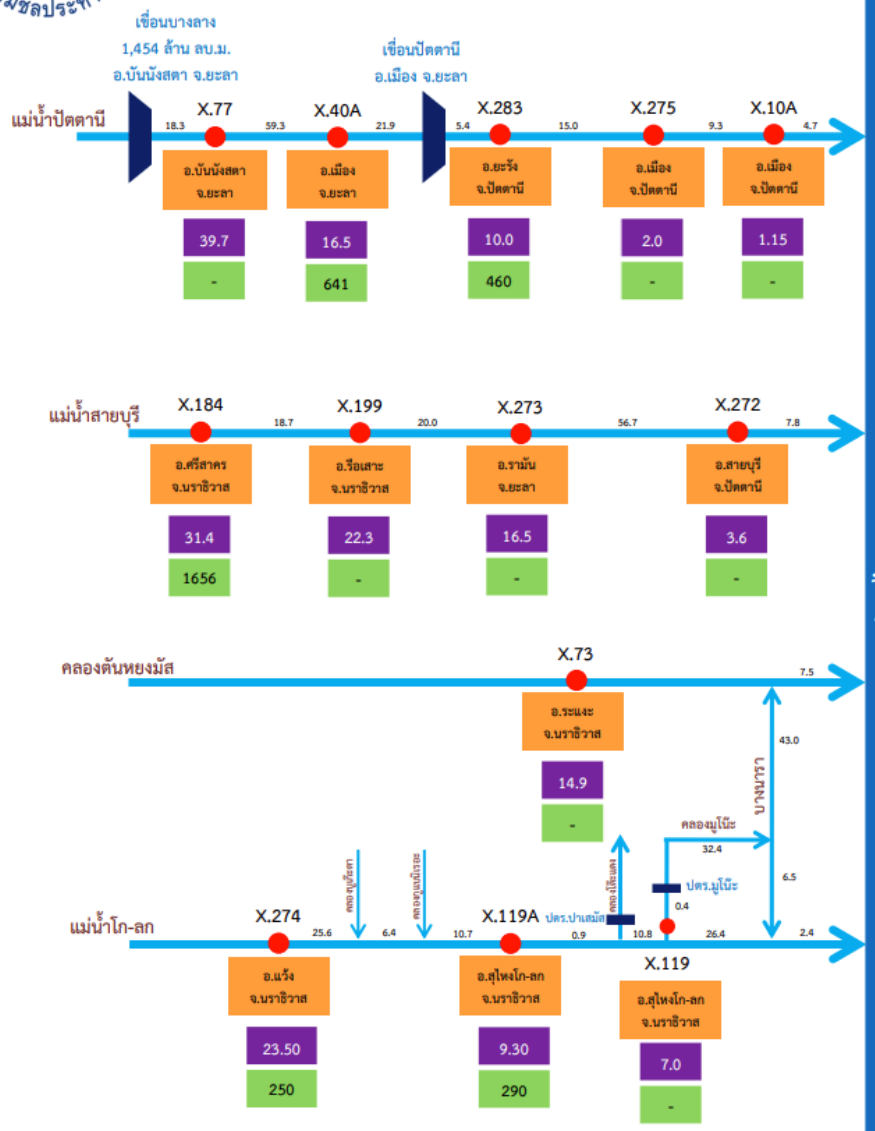 เขื่อนบางลาง
1,454 ล้าน ลบ.ม.
อ.บันนังสตา จ.ยะลา
เขื่อนปัตตานี
อ.เมือง จ.ยะลา
แม่น้ำปัตตานี
18.3
X.77
59.3
X.40A
21.9
5.4
X.283
15.0
X.275
9.3
X.10A
4.7
อ.บันนังสตา
จ.ยะลา
อ.เมือง
จ.ยะลา
อ.ยะรัง
จ.ปัตตานี
อ.เมือง
จ.ปัตตานี
อ.เมือง
จ.ปัตตานี
39.7
16.5
10.0
2.0
1.15
-
641
460
-
-
แม่น้ำสายบุรี
X.184
18.7
X.199
20.0
X.273
56.7
X.272
7.8
อ.ศรีสาคร
จ.นราธิวาส
อ.รือเสาะ
จ.นราธิวาส
อ.รามัน
จ.ยะลา
อ.สายบุรี
จ.ปัตตานี
31.4
22.3
16.5
3.6
1656
-
-
-
คลองตันหยงมัส
X.73
7.5
อ.ระแงะ
จ.นราธิวาส
14.9
-
บางนารา
43.0
คลองมูโน๊ะ
32.4
ปตร.มูโน๊ะ
0.4
6.5
คลองโต๊ะแดง
ปตร.ปาเสมัส
แม่น้ำโก-ลก
X.274
25.6
6.4
10.7
X.119A
0.9
10.8
26.4
2.4
X.119
อ.แว้ง
จ.นราธิวาส
อ.สุไหงโก-ลก
จ.นราธิวาส
อ.สุไหงโก-ลก
จ.นราธิวาส
23.50
9.30
7.0
250
290
-